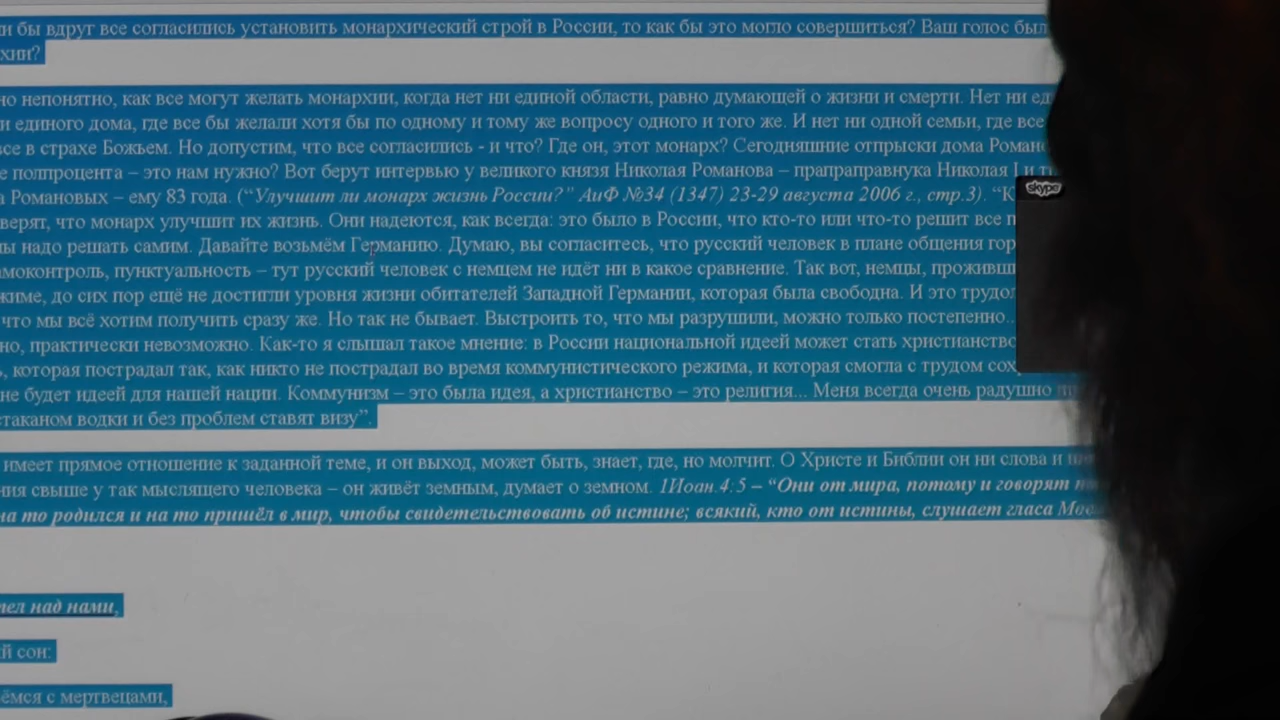 бы вдруг все согласились установить монархический строй в России, то как бы это могло совершиться? Ваш голос был
хии?
но непонятно, как все могут желать монархии, когда нет ни единой области, равно думающей о жизни и смерти. Нет ни
и единого дома, где все бы желали хотя бы по одному и тому же вопросу одного и того же. И нет ни одной семьи, где все
все в страхе Божьем. Но допустим, что все согласились - и что? Где он, этот монарх? Сегодняшние отпрыски дома
е полпроцента – это нам нужно? Вот берут интервью у великого князя Николая Романова – прапраправнука Николая I и
а Романовых – ему 83 года. (“Улучшит ли монарх жизнь России?” АиФ №34 (1347) 23-29 августа 2006 г., стр.3). “К
skype
верят, что монарх улучшит их жизнь. Они надеются, как всегда: это было в России, что кто-то или что-то решит все
ы надо решать самим. Давайте возьмём Германию. Думаю, вы согласитесь, что русский человек в плане общения гор
моконтроль, пунктуальность – тут русский человек с немцем не идёт ни в какое сравнение. Так вот, немцы, проживш
жиме, до сих пор ещё не достигли уровня жизни обитателей Западной Германии, которая была свободна. И это трудол
что мы всё хотим получить сразу же. Но так не бывает. Выстроить то, что мы разрушили, можно только постепенно...
но, практически невозможно. Как-то я слышал такое мнение: в России национальной идеей может стать христианство
, которая пострадал так, как никто не пострадал во время коммунистического режима, и которая смогла с трудом сох
не будет идеей для нашей нации. Коммунизм – это была идея, а христианство – это религия... Меня всегда очень радушно
стаканом водки и без проблем ставят визу”.
имеет прямое отношение к заданной теме, и он выход, может быть, знает, где, но молчит. О Христе и Библии он ни слова и
ния свыше у так мыслящего человека – он живёт земным, думает о земном. 1Иоан.4:5 – “Они от мира, потому и говорят
на то родился и на то пришёл в мир, чтобы свидетельствовать об истине; всякий, кто от истины, слушает гласа
тел над нами,
й сон:
ёмся с мертвецами,